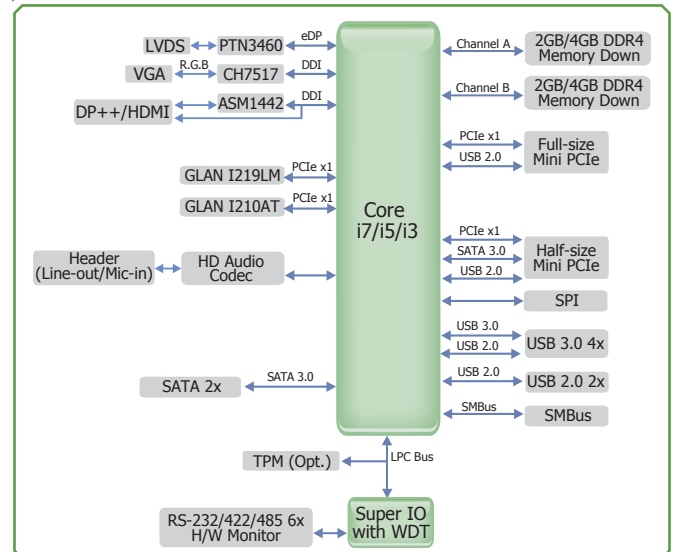 LVDS
PTN3460
eDP
VGA
R.G.B
CH7517
DDI
DP++/HDMI
ASM1442
DDI
GLAN I219LM
PCIe x1
GLAN I210AT
PCIe x1
Header
(Line-out/Mic-in)
HD Audio
Codec
SATA 2x
SATA 3.0
Core
i7/i5/i3
Channel A
2GB/4GB DDR4
Memory Down
Channel B
2GB/4GB DDR4
Memory Down
PCIe x1
USB 2.0
Full-size
Mini PCIe
PCIe x1
SATA 3.0
USB 2.0
Half-size
Mini PCIe
SPI
USB 3.0
USB 2.0
USB 3.0 4x
USB 2.0
USB 2.0 2x
SMBus
SMBus
TPM (Opt.)
LPC Bus
RS-232/422/485 6x
H/W Monitor
Super IO
with WDT